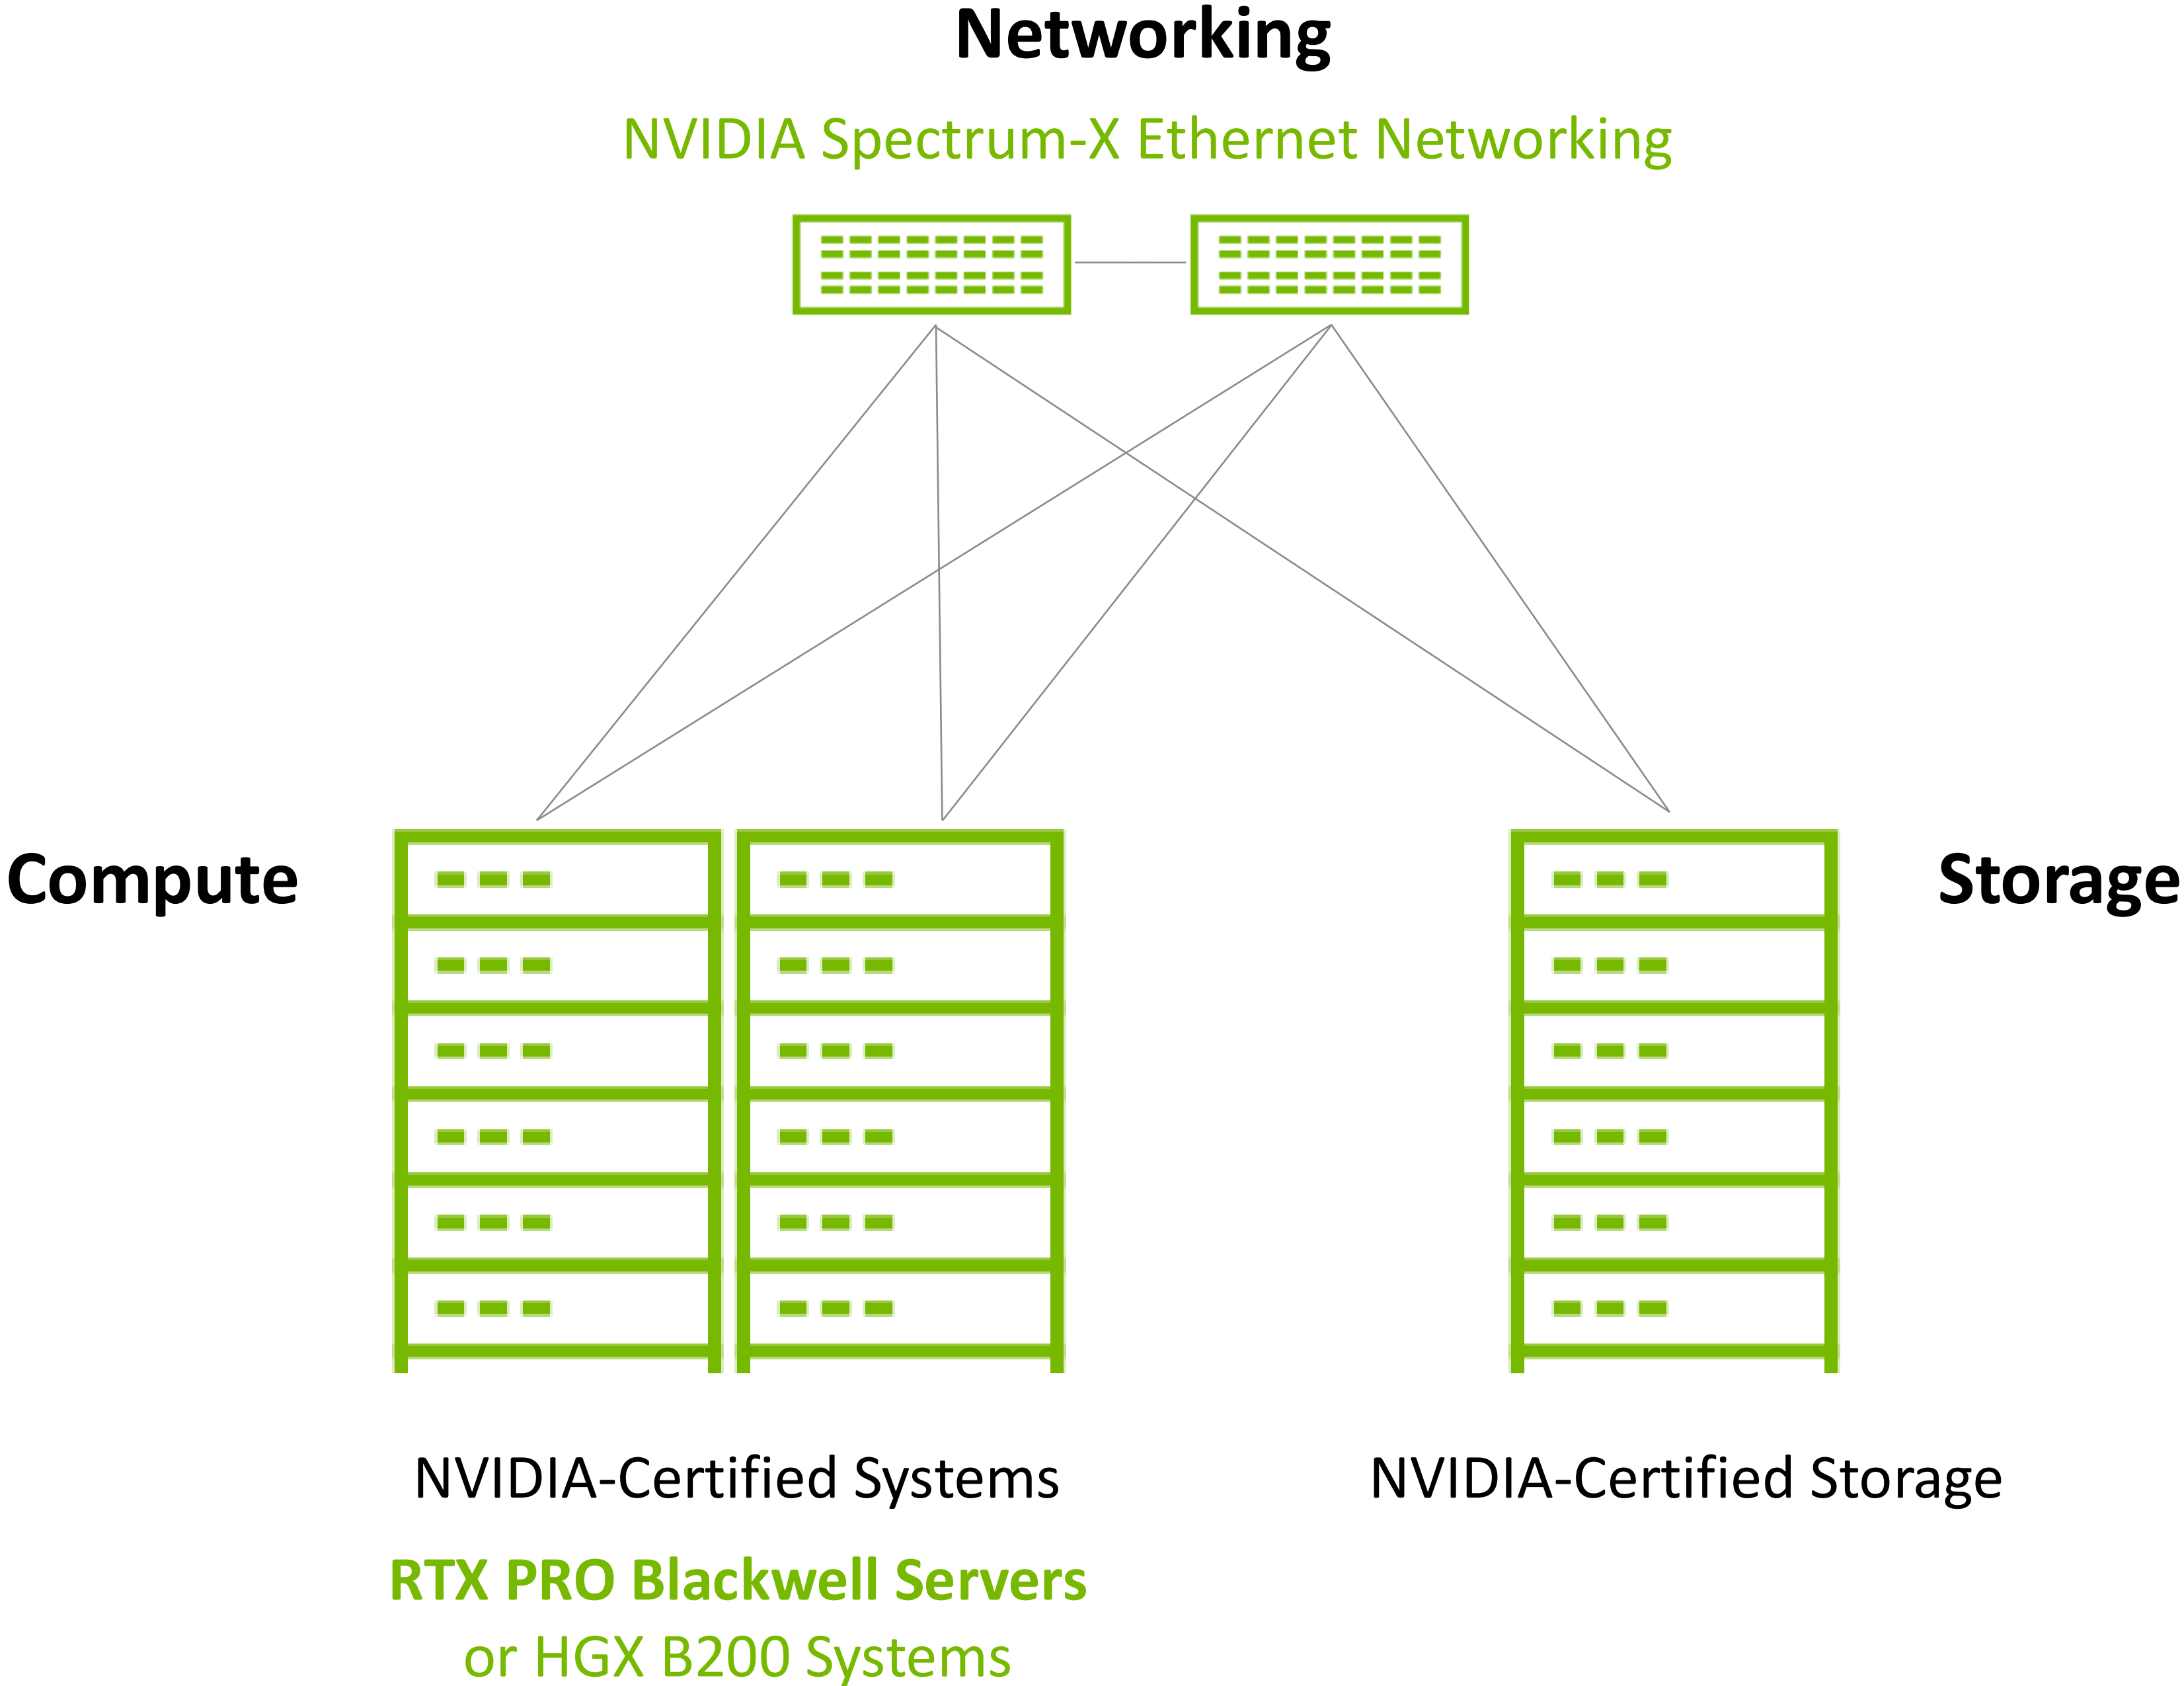 Networking
NVIDIA Spectrum-X Ethernet Networking
Compute
Storage
NVIDIA-Certified Systems
NVIDIA-Certified Storage
RTX PRO Blackwell Servers
or HGX B200 Systems